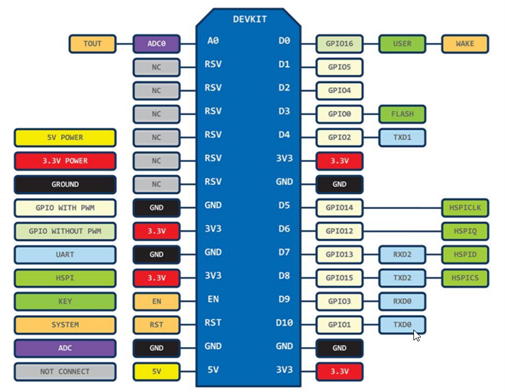 DEVKIT
TOUT ADC0 A0 D0 GPIO16 USER WAKE
NC RSV D1 GPIO5
NC RSV D2 GPIO4
NC RSV D3 GPIO0 FLASH
5V POWER NC RSV D4 GPIO2 TXD1
3.3V POWER NC RSV 3V3 3.3V
GROUND NC RSV GND GND
GPIO WITH PWM GND GND D5 GPIO14 HSPICLK
GPIO WITHOUT PWM 3.3V 3V3 D6 GPIO12 HSPIQ
UART GND GND D7 GPIO13 RXD2 HSPID
HSPI 3.3V 3V3 D8 GPIO15 TXD2 HSPICS
KEY EN EN D9 GPIO3 RXD0
SYSTEM RST RST D10 GPIO1 TXD0
ADC GND GND GND GND
NOT CONNECT 5V 5V 3V3 3.3V